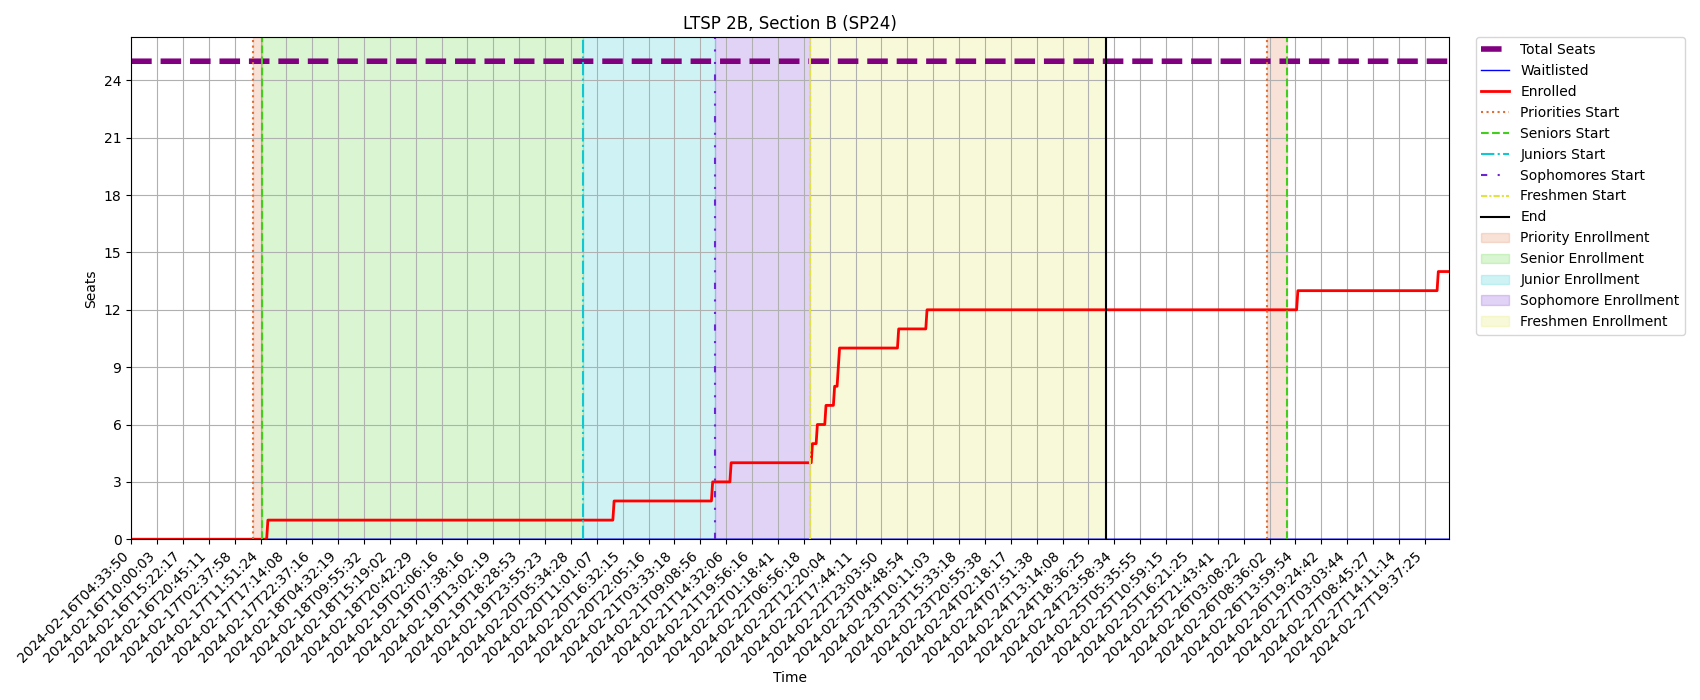 LTSP 2B, Section B (SP24)
Seats
24
21
18
15
12
9
6
3
0
2024-02-16T04:33:50
2024-02-16T10:00:03
2024-02-16T15:22:17
2024-02-16T20:45:11
2024-02-17T02:37:58
2024-02-17T11:51:24
2024-02-17T17:14:08
2024-02-17T22:37:16
2024-02-18T04:32:19
2024-02-18T09:55:32
2024-02-18T15:19:02
2024-02-18T20:42:29
2024-02-19T02:06:16
2024-02-19T07:38:16
2024-02-19T13:02:19
2024-02-19T18:28:53
2024-02-19T23:55:23
2024-02-20T05:34:28
2024-02-20T11:01:07
2024-02-20T16:32:15
2024-02-20T22:05:16
2024-02-21T03:33:18
2024-02-21T09:08:56
2024-02-21T14:32:06
2024-02-21T19:56:16
2024-02-22T01:18:41
2024-02-22T06:56:18
2024-02-22T12:20:04
2024-02-22T17:44:11
2024-02-22T23:03:50
2024-02-23T04:48:54
2024-02-23T10:11:03
2024-02-23T15:33:18
2024-02-23T20:55:38
2024-02-24T02:18:17
2024-02-24T07:51:38
2024-02-24T13:14:08
2024-02-24T18:36:25
2024-02-24T23:58:34
2024-02-25T05:35:55
2024-02-25T10:59:15
2024-02-25T16:21:25
2024-02-25T21:43:41
2024-02-26T03:08:22
2024-02-26T08:36:02
2024-02-26T13:59:54
2024-02-26T19:24:42
2024-02-27T03:03:44
2024-02-27T08:45:27
2024-02-27T14:11:14
2024-02-27T19:37:25
Time
Total Seats
Waitlisted
Enrolled
Priorities Start
Seniors Start
Juniors Start
Sophomores Start
Freshmen Start
End
Priority Enrollment
Senior Enrollment
Junior Enrollment
Sophomore Enrollment
Freshmen Enrollment